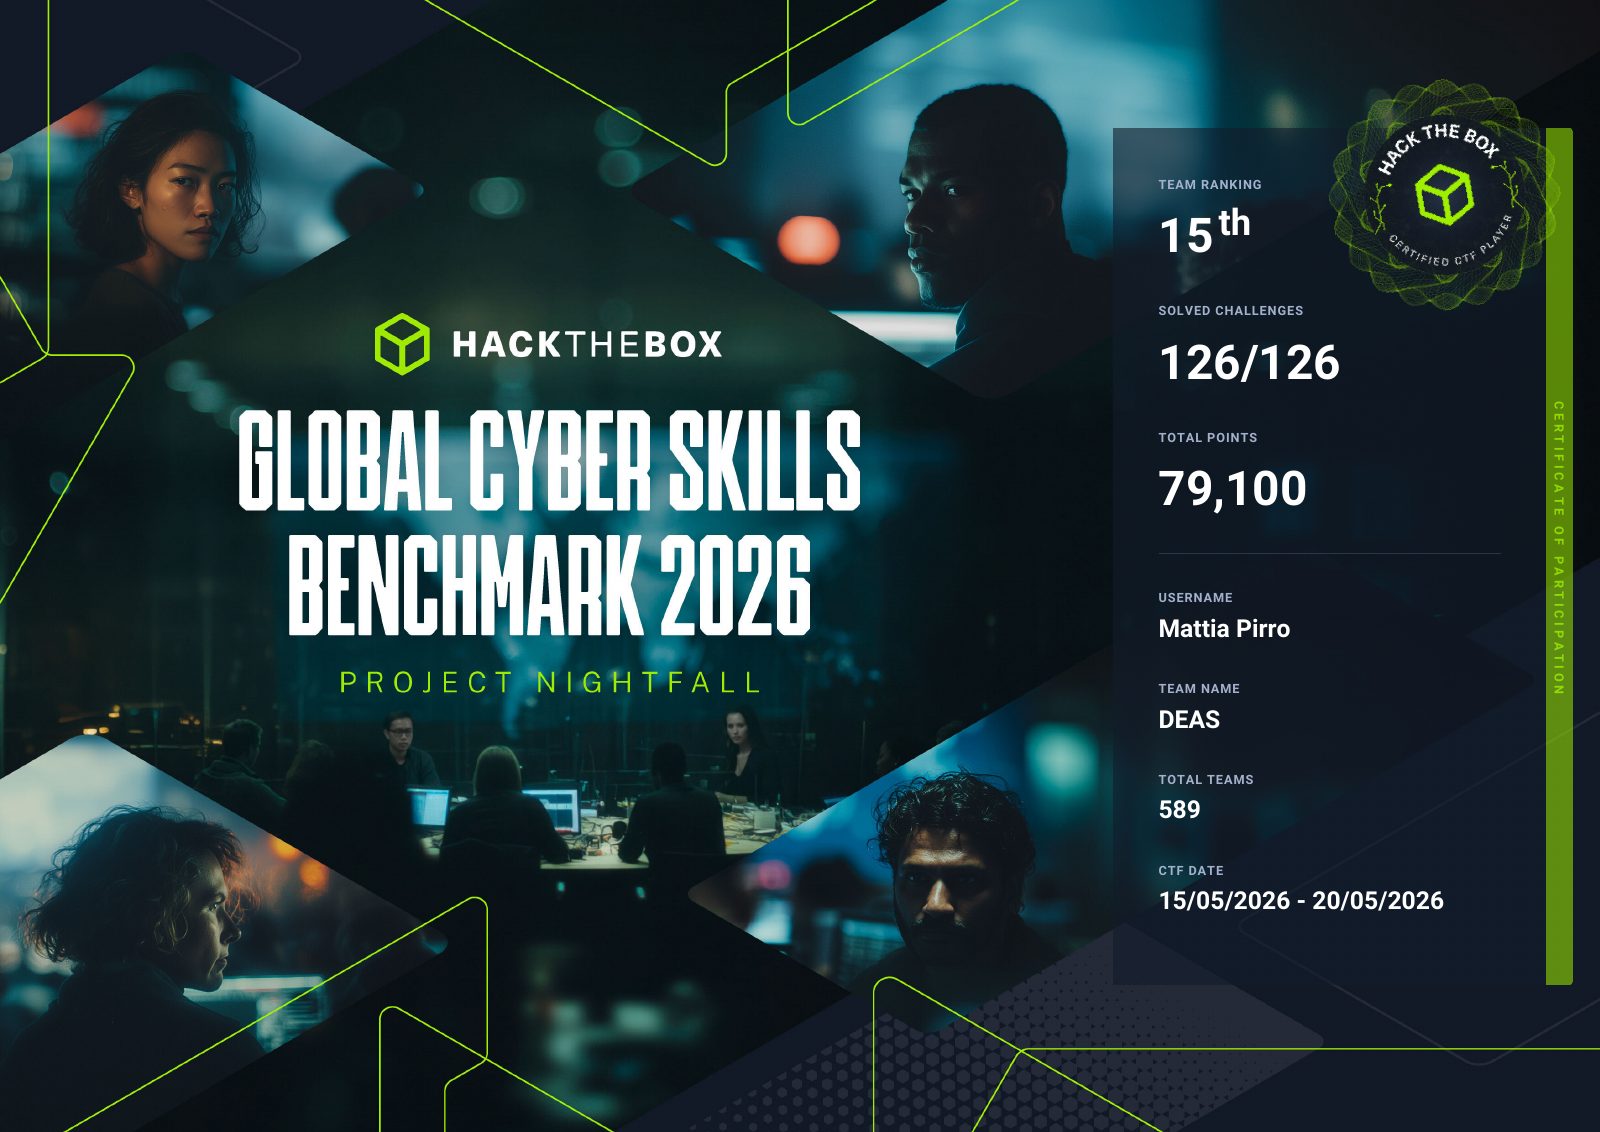 HACKTHEBOX
GLOBAL CYBER SKILLS
BENCHMARK 2026
PROJECT NIGHTFALL
HACK THE BOX
CERTIFIED CTF PLAYER
TEAM RANKING
15th
SOLVED CHALLENGES
126/126
TOTAL POINTS
79,100
USERNAME
Mattia Pirro
TEAM NAME
DEAS
TOTAL TEAMS
589
CTF DATE
15/05/2026 - 20/05/2026
CERTIFICATE OF PARTICIPATION